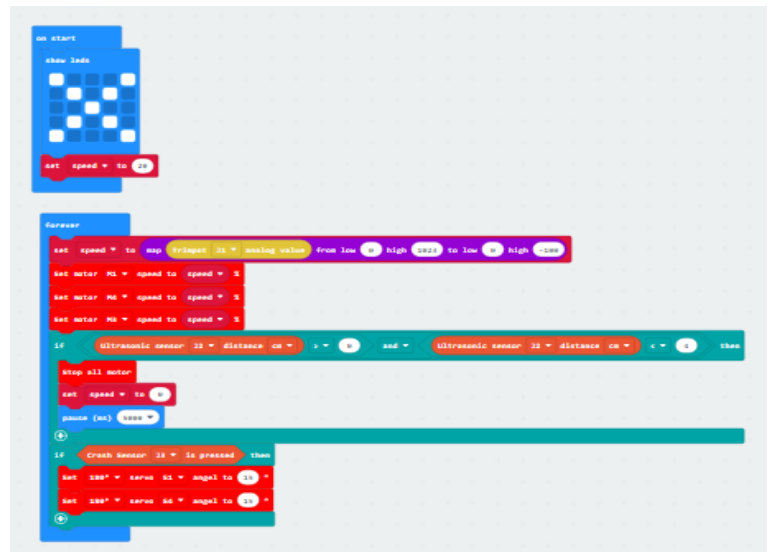 on start
show leds
set speed to 20
forever
set speed to map Trimpot J1 analog value from low 0 high 1023 to low 0 high -100
Set motor M1 speed to speed %
Set motor M4 speed to speed %
Set motor speed to speed %
if Ultrasonic sensor distance cm > 0 and Ultrasonic sensor distance cm < then
Stop all motor
set speed to 0
pause (ms) 5000
if Crash Sensor is pressed then
Set 180° servo S1 angel to 15 °
Set 180° servo angel to 15 °